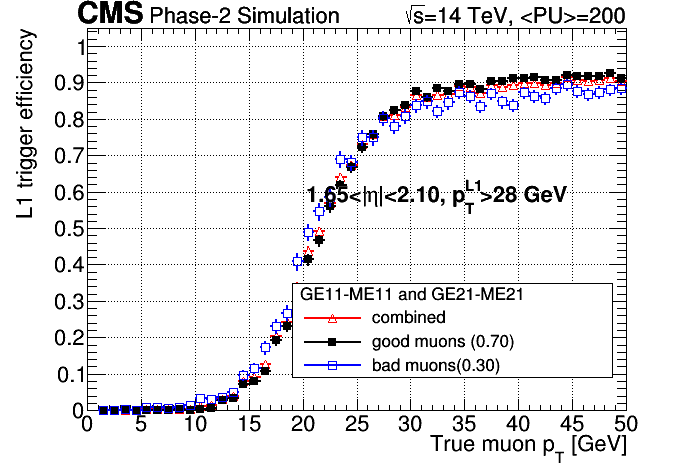 CMS Phase-2 Simulation √s=14 TeV, <PU>=200
L1 trigger efficiency
1
0.9
0.8
0.7
0.6
0.5
0.4
0.3
0.2
0.1
0
1.65<|η|<2.10, p_T^L1>28 GeV
GE11-ME11 and GE21-ME21
combined
good muons (0.70)
bad muons(0.30)
0 5 10 15 20 25 30 35 40 45 50
True muon p_T [GeV]